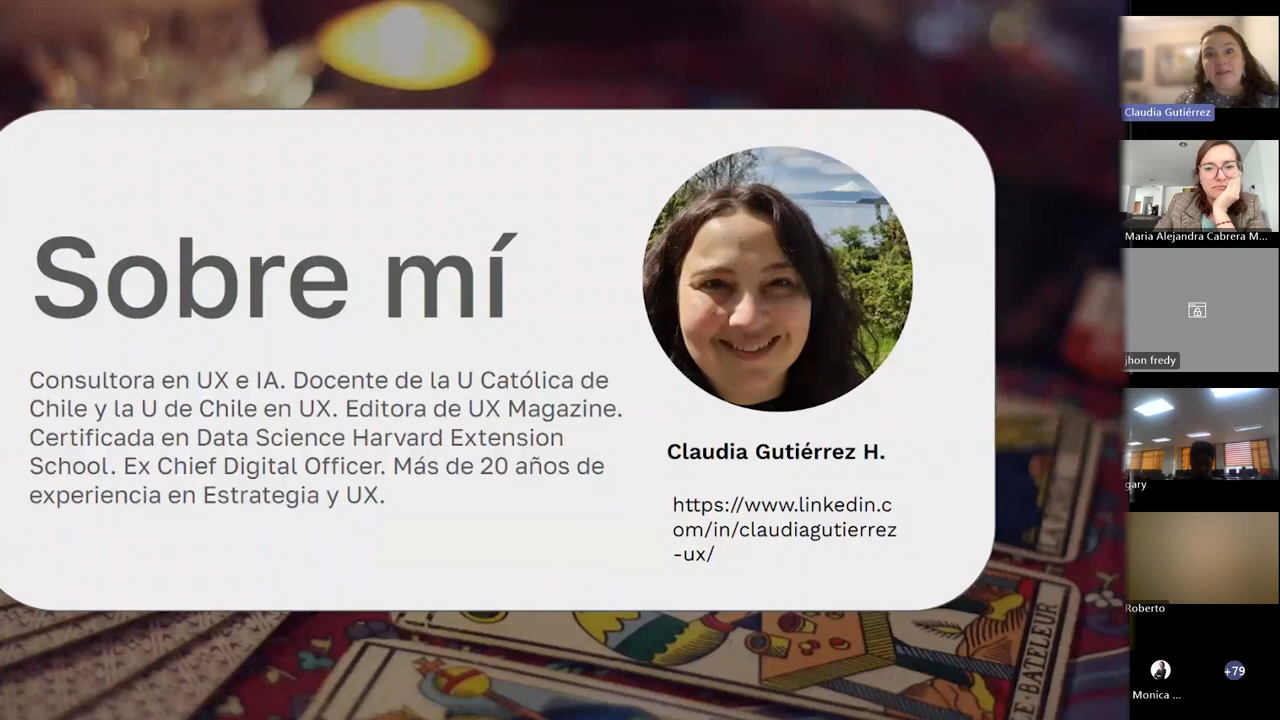 Sobre mí
Consultora en UX e IA. Docente de la U Católica de
Chile y la U de Chile en UX. Editora de UX Magazine.
Certificada en Data Science Harvard Extension
School. Ex Chief Digital Officer. Más de 20 años de
experiencia en Estrategia y UX.
Claudia Gutiérrez H.
https://www.linkedin.c
om/in/claudiagutierrez
-ux/
LE·BATELEUR
Claudia Gutiérrez
Maria Alejandra Cabrera M...
jhon fredy
gary
Roberto
Monica ...
+79